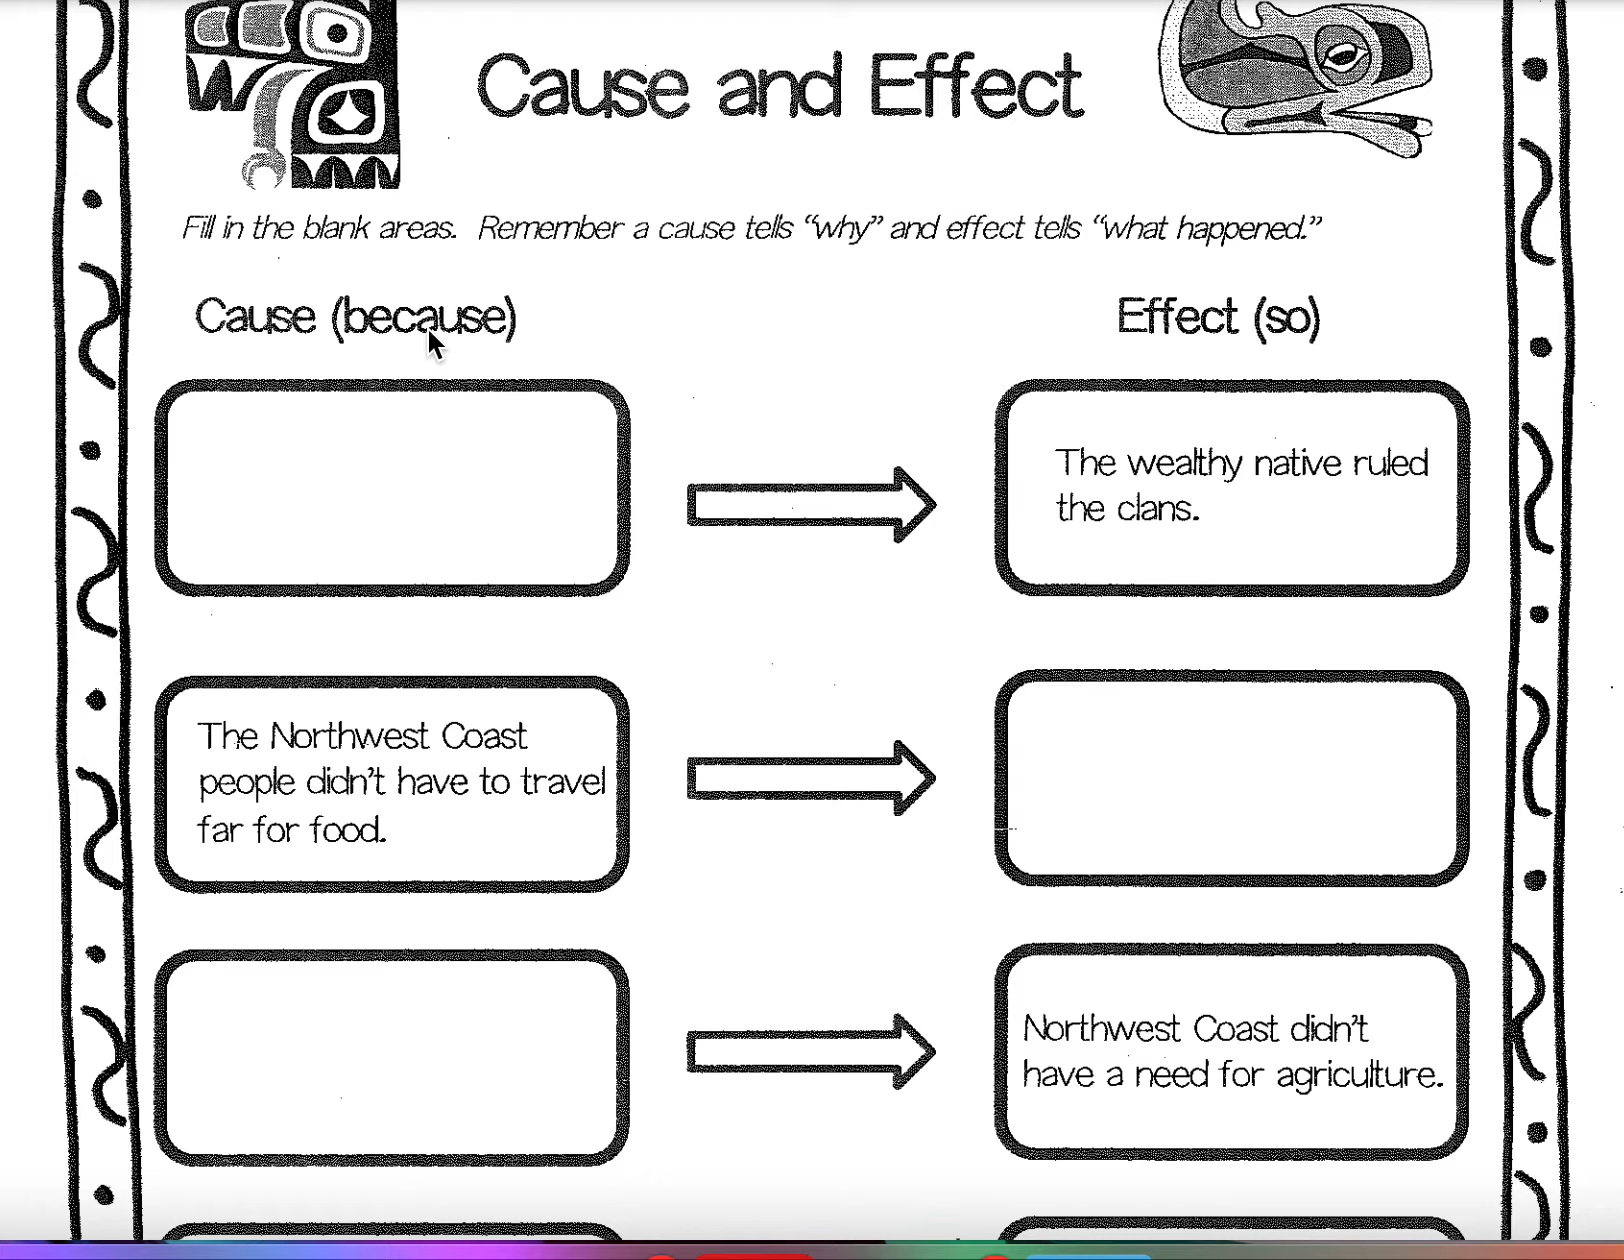 Cause and Effect
Fill in the blank areas. Remember a cause tells “why” and effect tells “what happened.”
Cause (because)
Effect (so)
The wealthy native ruled
the clans.
The Northwest Coast
people didn't have to travel
far for food.
Northwest Coast didn't
have a need for agriculture.